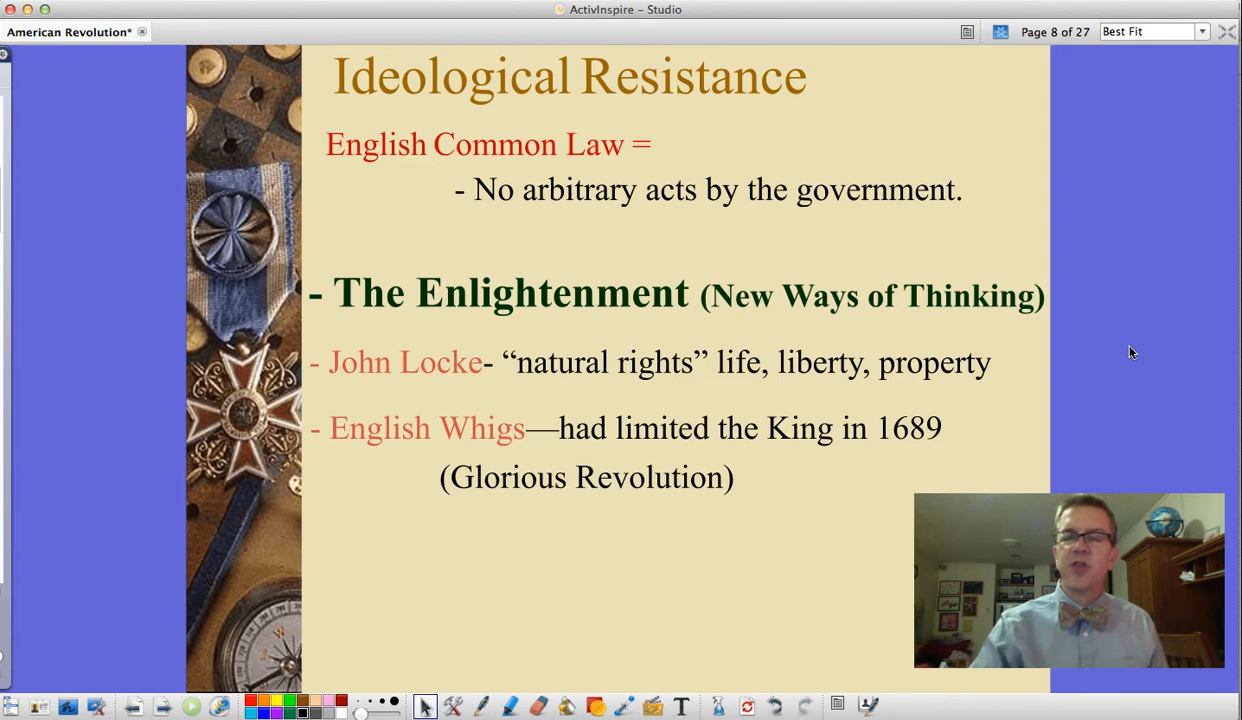 ActivInspire – Studio
American Revolution*
Page 8 of 27
Best Fit
Ideological Resistance
English Common Law =
- No arbitrary acts by the government.
- The Enlightenment (New Ways of Thinking)
- John Locke- “natural rights” life, liberty, property
- English Whigs—had limited the King in 1689
(Glorious Revolution)
T